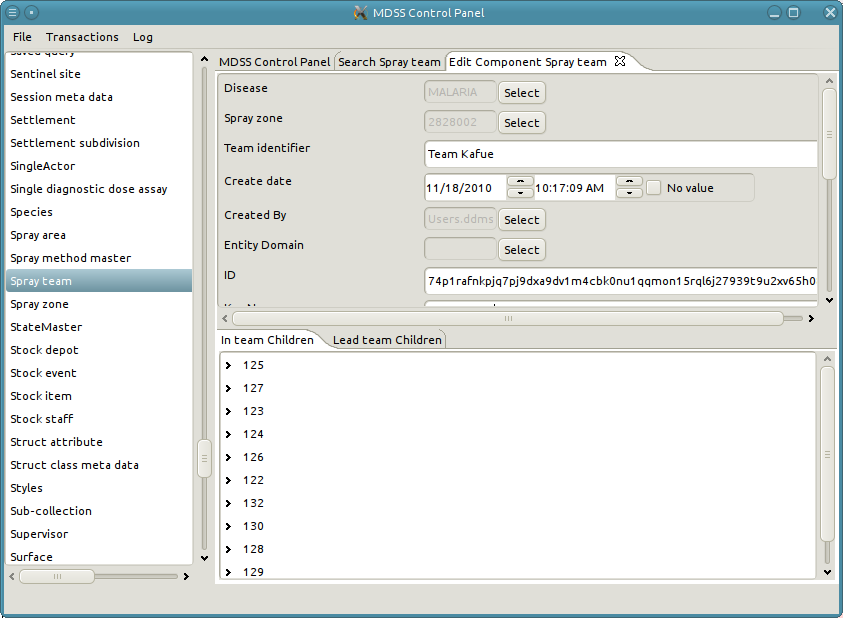 MDSS Control Panel
File Transactions Log
Saved query
Sentinel site
Session meta data
Settlement
Settlement subdivision
SingleActor
Single diagnostic dose assay
Species
Spray area
Spray method master
Spray team
Spray zone
StateMaster
Stock depot
Stock event
Stock item
Stock staff
Struct attribute
Struct class meta data
Styles
Sub-collection
Supervisor
Surface
MDSS Control Panel Search Spray team Edit Component Spray team
Disease MALARIA Select
Spray zone 2828002 Select
Team identifier Team Kafue
Create date 11/18/2010 10:17:09 AM No value
Created By Users.ddms Select
Entity Domain Select
ID 74p1rafnkpjq7pj9dxa9dv1m4cbk0nu1qqmon15rql6j27939t9u2xv65h0
In team Children Lead team Children
125
127
123
124
126
122
132
130
128
129